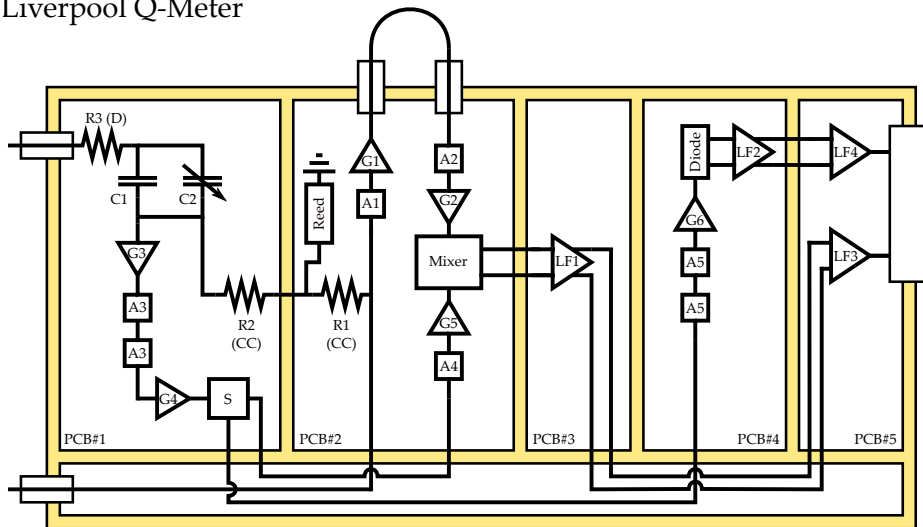 Liverpool Q-Meter
R3 (D)
C1
C2
G3
A3
A3
G4
S
R2
(CC)
PCB#1
Reed
R1
(CC)
G1
A1
A2
G2
Mixer
G5
A4
PCB#2
LF1
PCB#3
Diode
LF2
G6
A5
A5
PCB#4
LF4
LF3
PCB#5